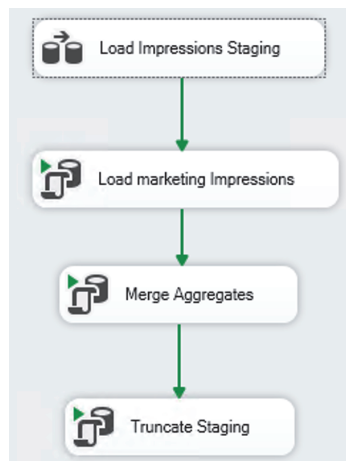 Load Impressions Staging
Load marketing Impressions
Merge Aggregates
Truncate Staging